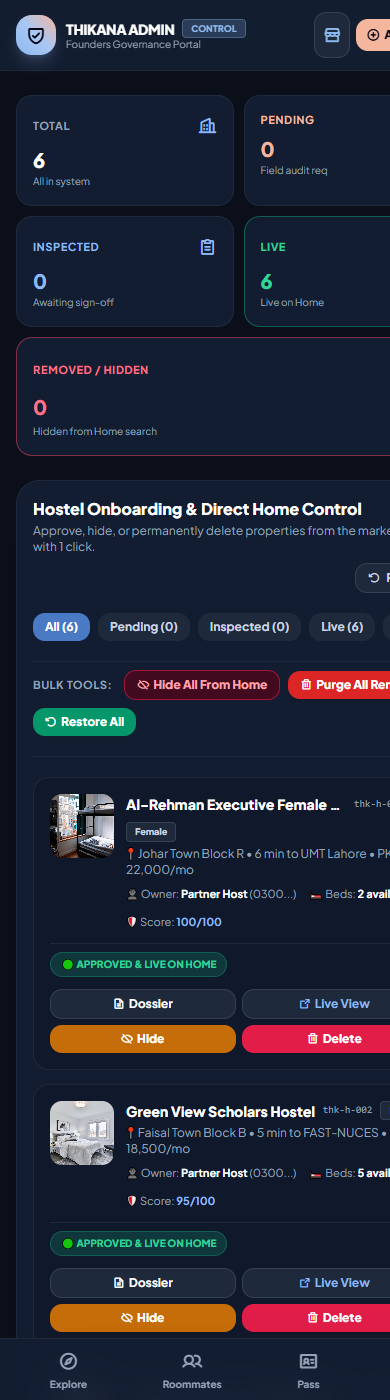 THIKANA ADMIN CONTROL
Founders Governance Portal
TOTAL
6
All in system
PENDING
0
Field audit req
INSPECTED
0
Awaiting sign-off
LIVE
6
Live on Home
REMOVED / HIDDEN
0
Hidden from Home search
Hostel Onboarding & Direct Home Control
Approve, hide, or permanently delete properties from the
with 1 click.
All (6) Pending (0) Inspected (0) Live (6)
BULK TOOLS: Hide All From Home Purge All
Restore All
Al-Rehman Executive Female ...
Female
Johar Town Block R • 6 min to UMT Lahore •
22,000/mo
Owner: Partner Host (0300...) Beds: 2
Score: 100/100
APPROVED & LIVE ON HOME
Dossier Live View
Hide Delete
Green View Scholars Hostel thk-h-002
Faisal Town Block B • 5 min to FAST-NUCES •
18,500/mo
Owner: Partner Host (0300...) Beds: 5
Score: 95/100
APPROVED & LIVE ON HOME
Dossier Live View
Hide Delete
Explore Roommates Pass